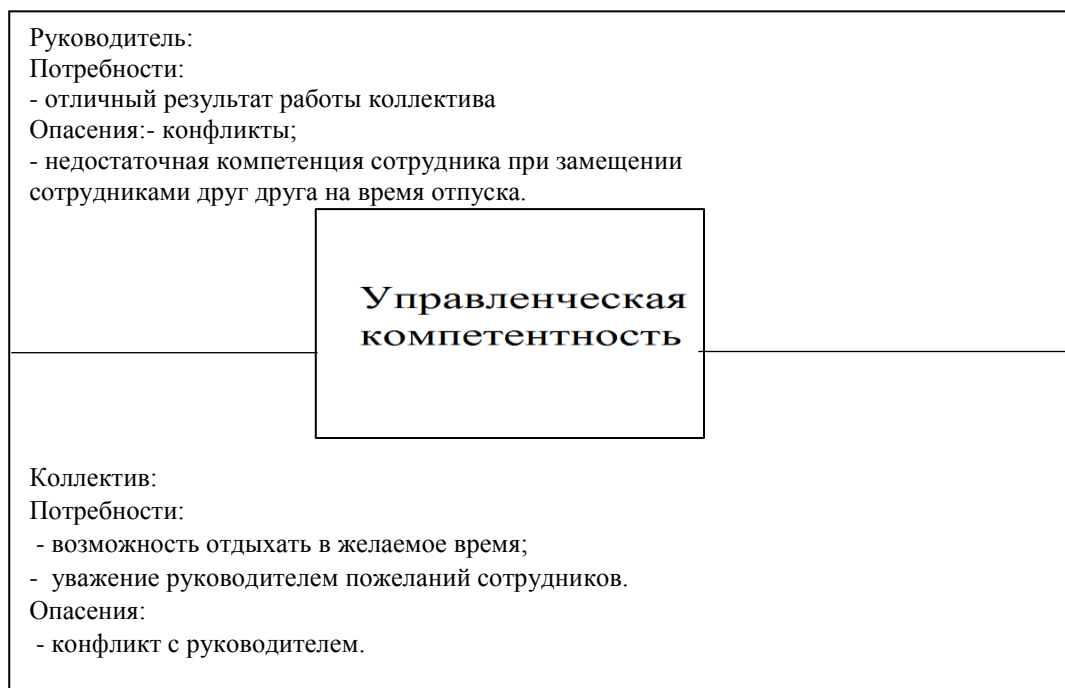 Руководитель:
Потребности:
- отличный результат работы коллектива
Опасения:- конфликты;
- недостаточная компетенция сотрудника при замещении
сотрудниками друг друга на время отпуска.
Управленческая
компетентность
Коллектив:
Потребности:
- возможность отдыхать в желаемое время;
- уважение руководителем пожеланий сотрудников.
Опасения:
- конфликт с руководителем.